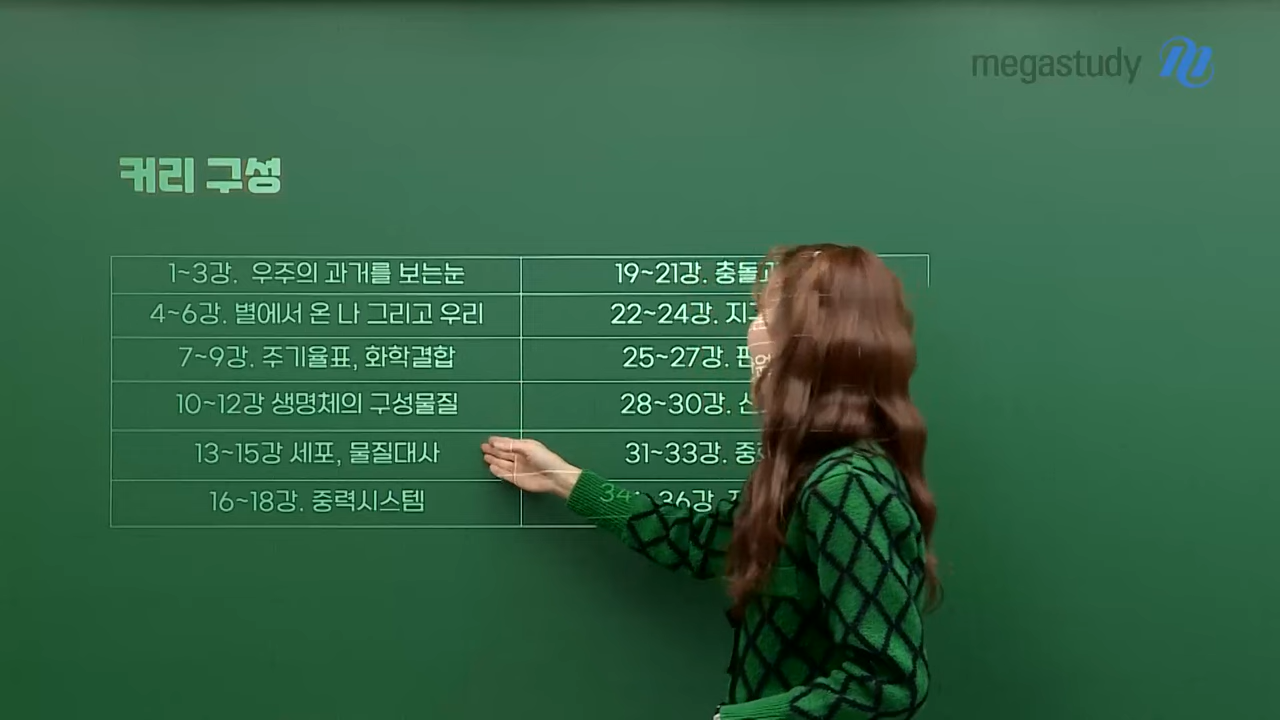 megastudy
커리 구성
1~3강. 우주의 과거를 보는눈
19~21강. 충돌과
4~6강. 별에서 온 나 그리고 우리
22~24강. 지구
7~9강. 주기율표, 화학결합
25~27강.
10~12강 생명체의 구성물질
28~30강.
13~15강 세포, 물질대사
31~33강.
16~18강. 중력시스템
36강.